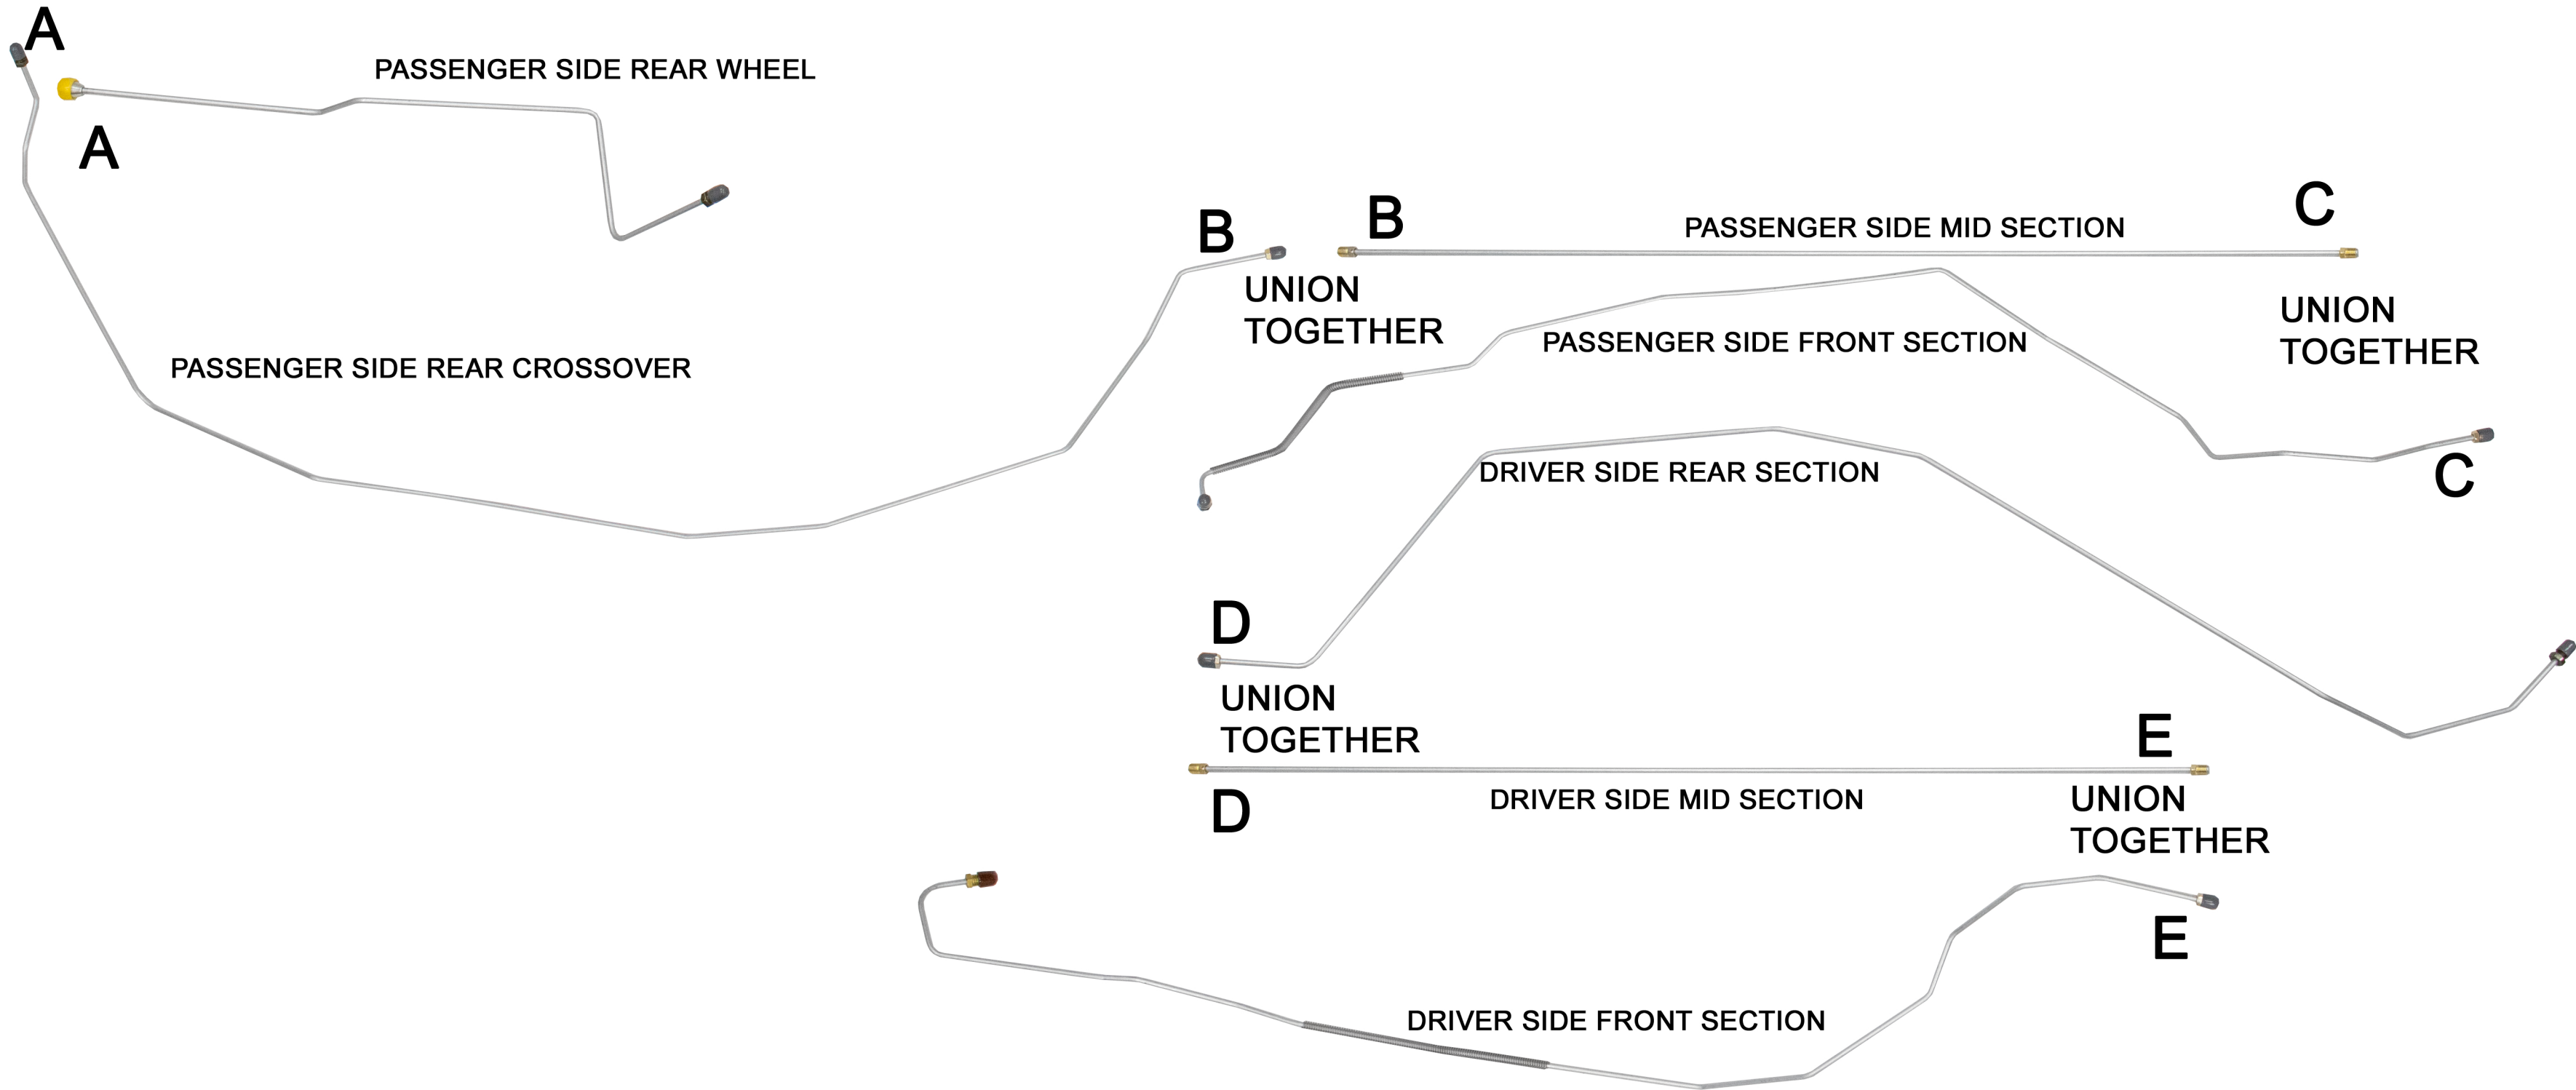 A
PASSENGER SIDE REAR WHEEL
A
B
B
PASSENGER SIDE MID SECTION
C
UNION
TOGETHER
UNION
TOGETHER
PASSENGER SIDE FRONT SECTION
PASSENGER SIDE REAR CROSSOVER
C
DRIVER SIDE REAR SECTION
D
UNION
TOGETHER
E
D
DRIVER SIDE MID SECTION
UNION
TOGETHER
E
DRIVER SIDE FRONT SECTION